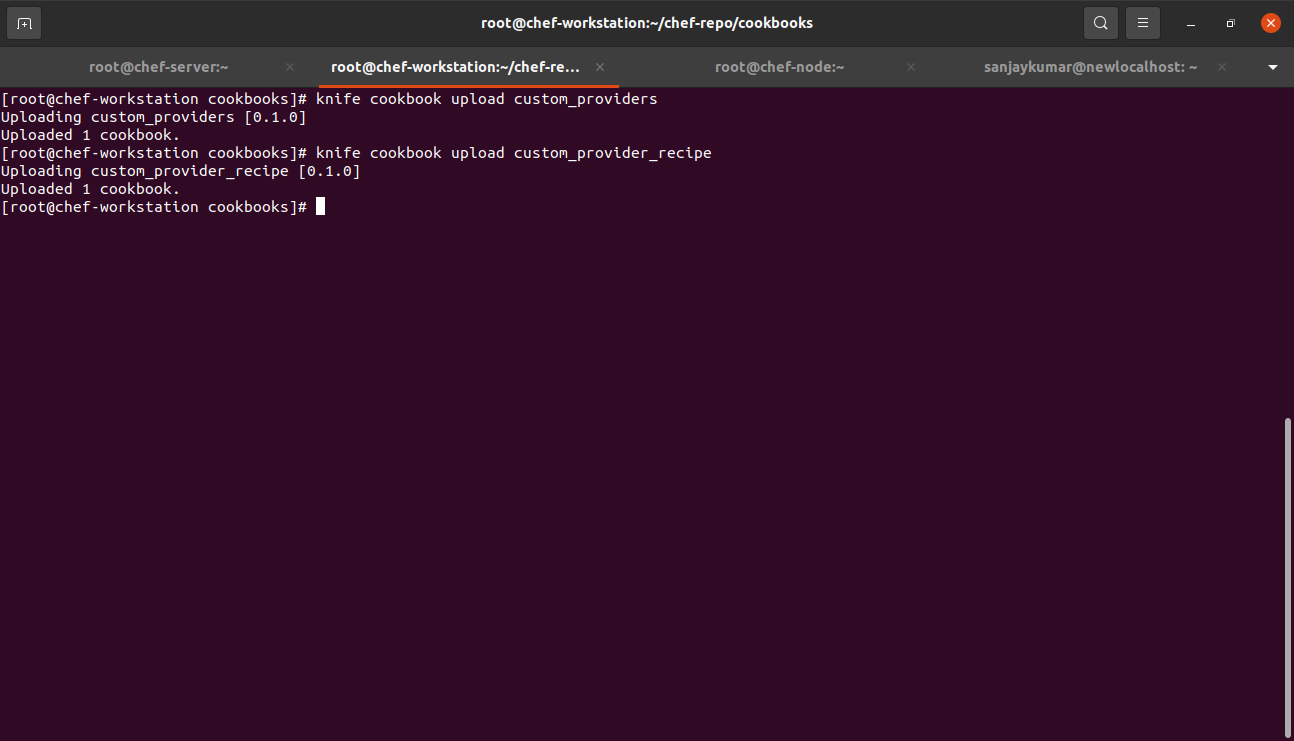 root@chef-workstation:~/chef-repo/cookbooks
root@chef-server:~
root@chef-workstation:~/chef-re...
root@chef-node:~
sanjaykumar@newlocalhost: ~
[root@chef-workstation cookbooks]# knife cookbook upload custom_providers
Uploading custom_providers [0.1.0]
Uploaded 1 cookbook.
[root@chef-workstation cookbooks]# knife cookbook upload custom_provider_recipe
Uploading custom_provider_recipe [0.1.0]
Uploaded 1 cookbook.
[root@chef-workstation cookbooks]#